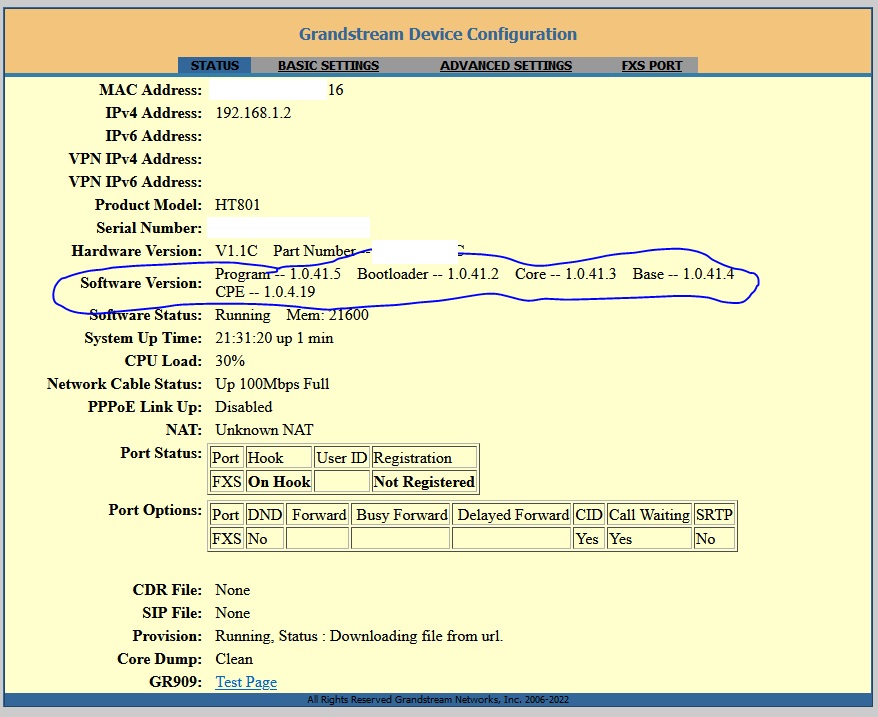 Grandstream Device Configuration
STATUS BASIC SETTINGS ADVANCED SETTINGS FXS PORT
MAC Address: 16
IPv4 Address: 192.168.1.2
IPv6 Address:
VPN IPv4 Address:
VPN IPv6 Address:
Product Model: HT801
Serial Number:
Hardware Version: V1.1C Part Number --
Software Version: Program -- 1.0.41.5 Bootloader -- 1.0.41.2 Core -- 1.0.41.3 Base -- 1.0.41.4
CPE -- 1.0.4.19
Software Status: Running Mem: 21600
System Up Time: 21:31:20 up 1 min
CPU Load: 30%
Network Cable Status: Up 100Mbps Full
PPPoE Link Up: Disabled
NAT: Unknown NAT
Port Status: Port Hook User ID Registration
FXS On Hook Not Registered
Port Options: Port DND Forward Busy Forward Delayed Forward CID Call Waiting SRTP
FXS No Yes Yes No
CDR File: None
SIP File: None
Provision: Running, Status : Downloading file from url.
Core Dump: Clean
GR909: Test Page
All Rights Reserved Grandstream Networks, Inc. 2006-2022